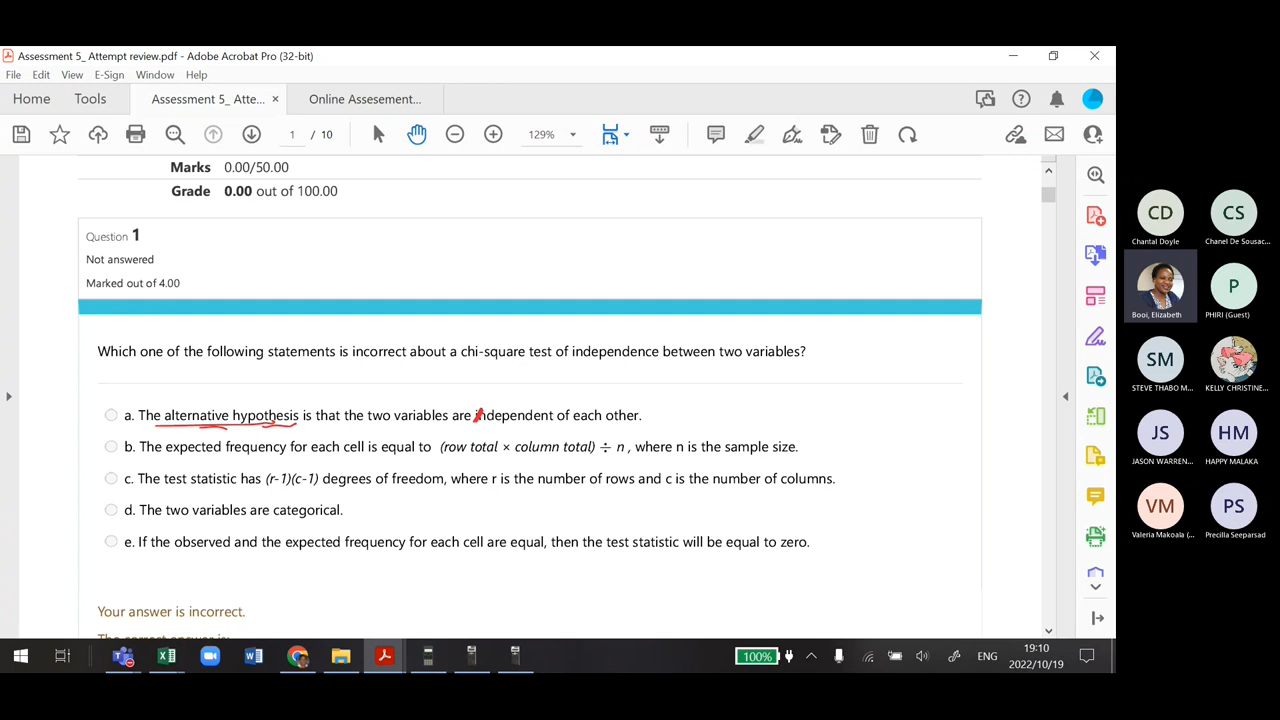 Assessment 5_ Attempt review.pdf - Adobe Acrobat Pro (32-bit)
File Edit View E-Sign Window Help
Home Tools Assessment 5_ Atte... × Online Assesement...
1 / 10 129%
Marks 0.00/50.00
Grade 0.00 out of 100.00
Question 1
Not answered
Marked out of 4.00
Which one of the following statements is incorrect about a chi-square test of independence between two variables?
a. The alternative hypothesis is that the two variables are independent of each other.
b. The expected frequency for each cell is equal to (row total × column total) ÷ n , where n is the sample size.
c. The test statistic has (r-1)(c-1) degrees of freedom, where r is the number of rows and c is the number of columns.
d. The two variables are categorical.
e. If the observed and the expected frequency for each cell are equal, then the test statistic will be equal to zero.
Your answer is incorrect.
The correct answer is:
CD CS
Chantal Doyle Chanel De Sousac...
P
Booi, Elizabeth PHIRI (Guest)
SM
STEVE THABO M... KELLY CHRISTINE...
JS HM
JASON WARREN... HAPPY MALAKA
VM PS
Valeria Makoala (... Precilla Seeparsad
100% ENG 19:10
2022/10/19